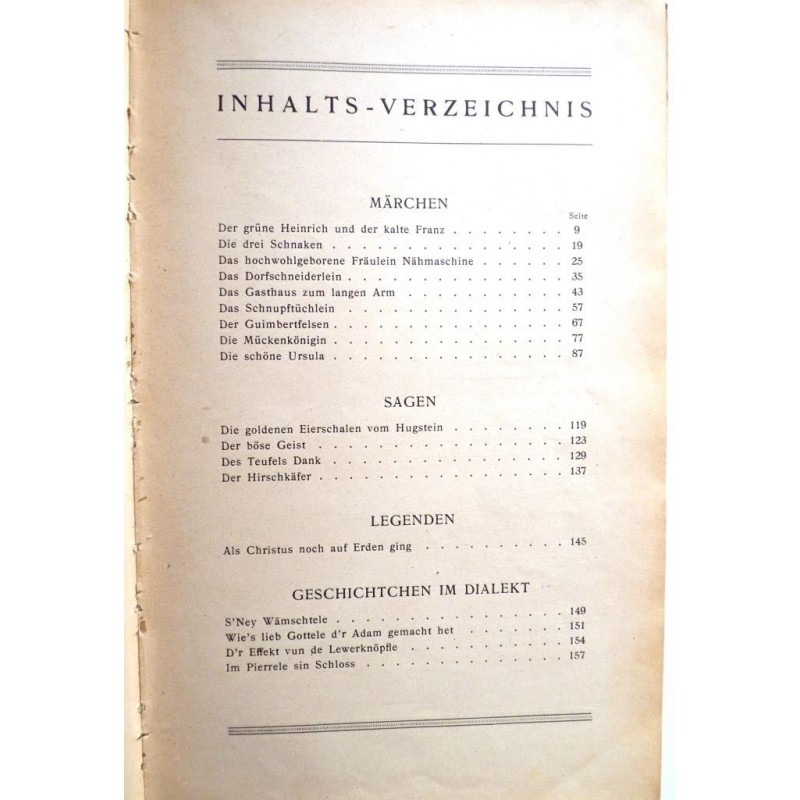 INHALTS-VERZEICHNIS
MÄRCHEN
Seite
Der grüne Heinrich und der kalte Franz . . . . . . . . 9
Die drei Schnaken . . . . . . . . . . . . . . . . 19
Das hochwohlgeborene Fräulein Nähmaschine . . . . . . 25
Das Dorfschneiderlein . . . . . . . . . . . . . . . 35
Das Gasthaus zum langen Arm . . . . . . . . . . . 43
Das Schnupftüchlein . . . . . . . . . . . . . . . 57
Der Guimbertfelsen . . . . . . . . . . . . . . . . 67
Die Mückenkönigin . . . . . . . . . . . . . . . . 77
Die schöne Ursula . . . . . . . . . . . . . . . . 87
SAGEN
Die goldenen Eierschalen vom Hugstein . . . . . . . . 119
Der böse Geist . . . . . . . . . . . . . . . . . 123
Des Teufels Dank . . . . . . . . . . . . . . . . 129
Der Hirschkäfer . . . . . . . . . . . . . . . . . 137
LEGENDEN
Als Christus noch auf Erden ging . . . . . . . . . . 145
GESCHICHTCHEN IM DIALEKT
S'Ney Wämschtele . . . . . . . . . . . . . . . . 149
Wie's lieb Gottele d'r Adam gemacht het . . . . . . . 151
D'r Effekt vun de Lewerknöpfle . . . . . . . . . . . 154
Im Pierrele sin Schloss . . . . . . . . . . . . . . 157